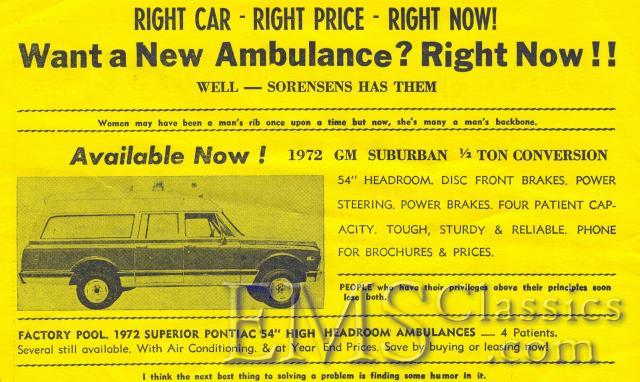 RIGHT CAR - RIGHT PRICE - RIGHT NOW!
Want a New Ambulance? Right Now!!
WELL — SORENSENS HAS THEM
Women may have been a man's rib once upon a time but now, she's many a man's backbone.
Available Now! 1972 GM SUBURBAN ½ TON CONVERSION
54" HEADROOM. DISC FRONT BRAKES. POWER
STEERING. POWER BRAKES. FOUR PATIENT CAP-
ACITY. TOUGH, STURDY & RELIABLE. PHONE
FOR BROCHURES & PRICES.
PEOPLE who have their privileges above their principles soon
lose both.
EMSClassics
.com
FACTORY POOL. 1972 SUPERIOR PONTIAC 54" HIGH HEADROOM AMBULANCES — 4 Patients.
Several still available. With Air Conditioning. & at Year End Prices. Save by buying or leasing now!
I think the next best thing to solving a problem is finding some humor in it.